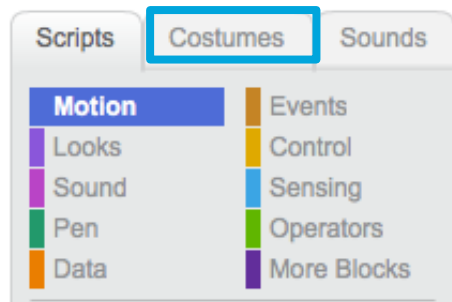 Scripts Costumes Sounds
Motion Events
Looks Control
Sound Sensing
Pen Operators
Data More Blocks